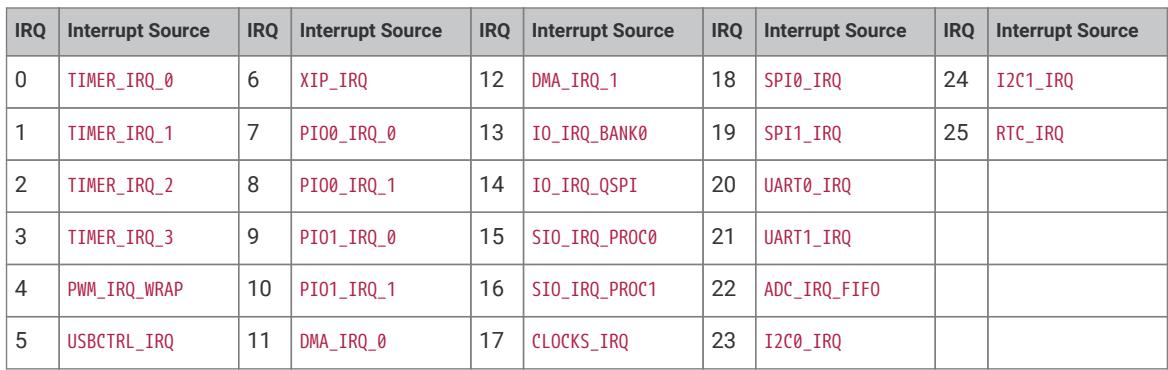 IRQ Interrupt Source IRQ Interrupt Source IRQ Interrupt Source IRQ Interrupt Source IRQ Interrupt Source
0 TIMER_IRQ_0 6 XIP_IRQ 12 DMA_IRQ_1 18 SPI0_IRQ 24 I2C1_IRQ
1 TIMER_IRQ_1 7 PIO0_IRQ_0 13 IO_IRQ_BANK0 19 SPI1_IRQ 25 RTC_IRQ
2 TIMER_IRQ_2 8 PIO0_IRQ_1 14 IO_IRQ_QSPI 20 UART0_IRQ
3 TIMER_IRQ_3 9 PIO1_IRQ_0 15 SIO_IRQ_PROC0 21 UART1_IRQ
4 PWM_IRQ_WRAP 10 PIO1_IRQ_1 16 SIO_IRQ_PROC1 22 ADC_IRQ_FIFO
5 USBCTRL_IRQ 11 DMA_IRQ_0 17 CLOCKS_IRQ 23 I2C0_IRQ